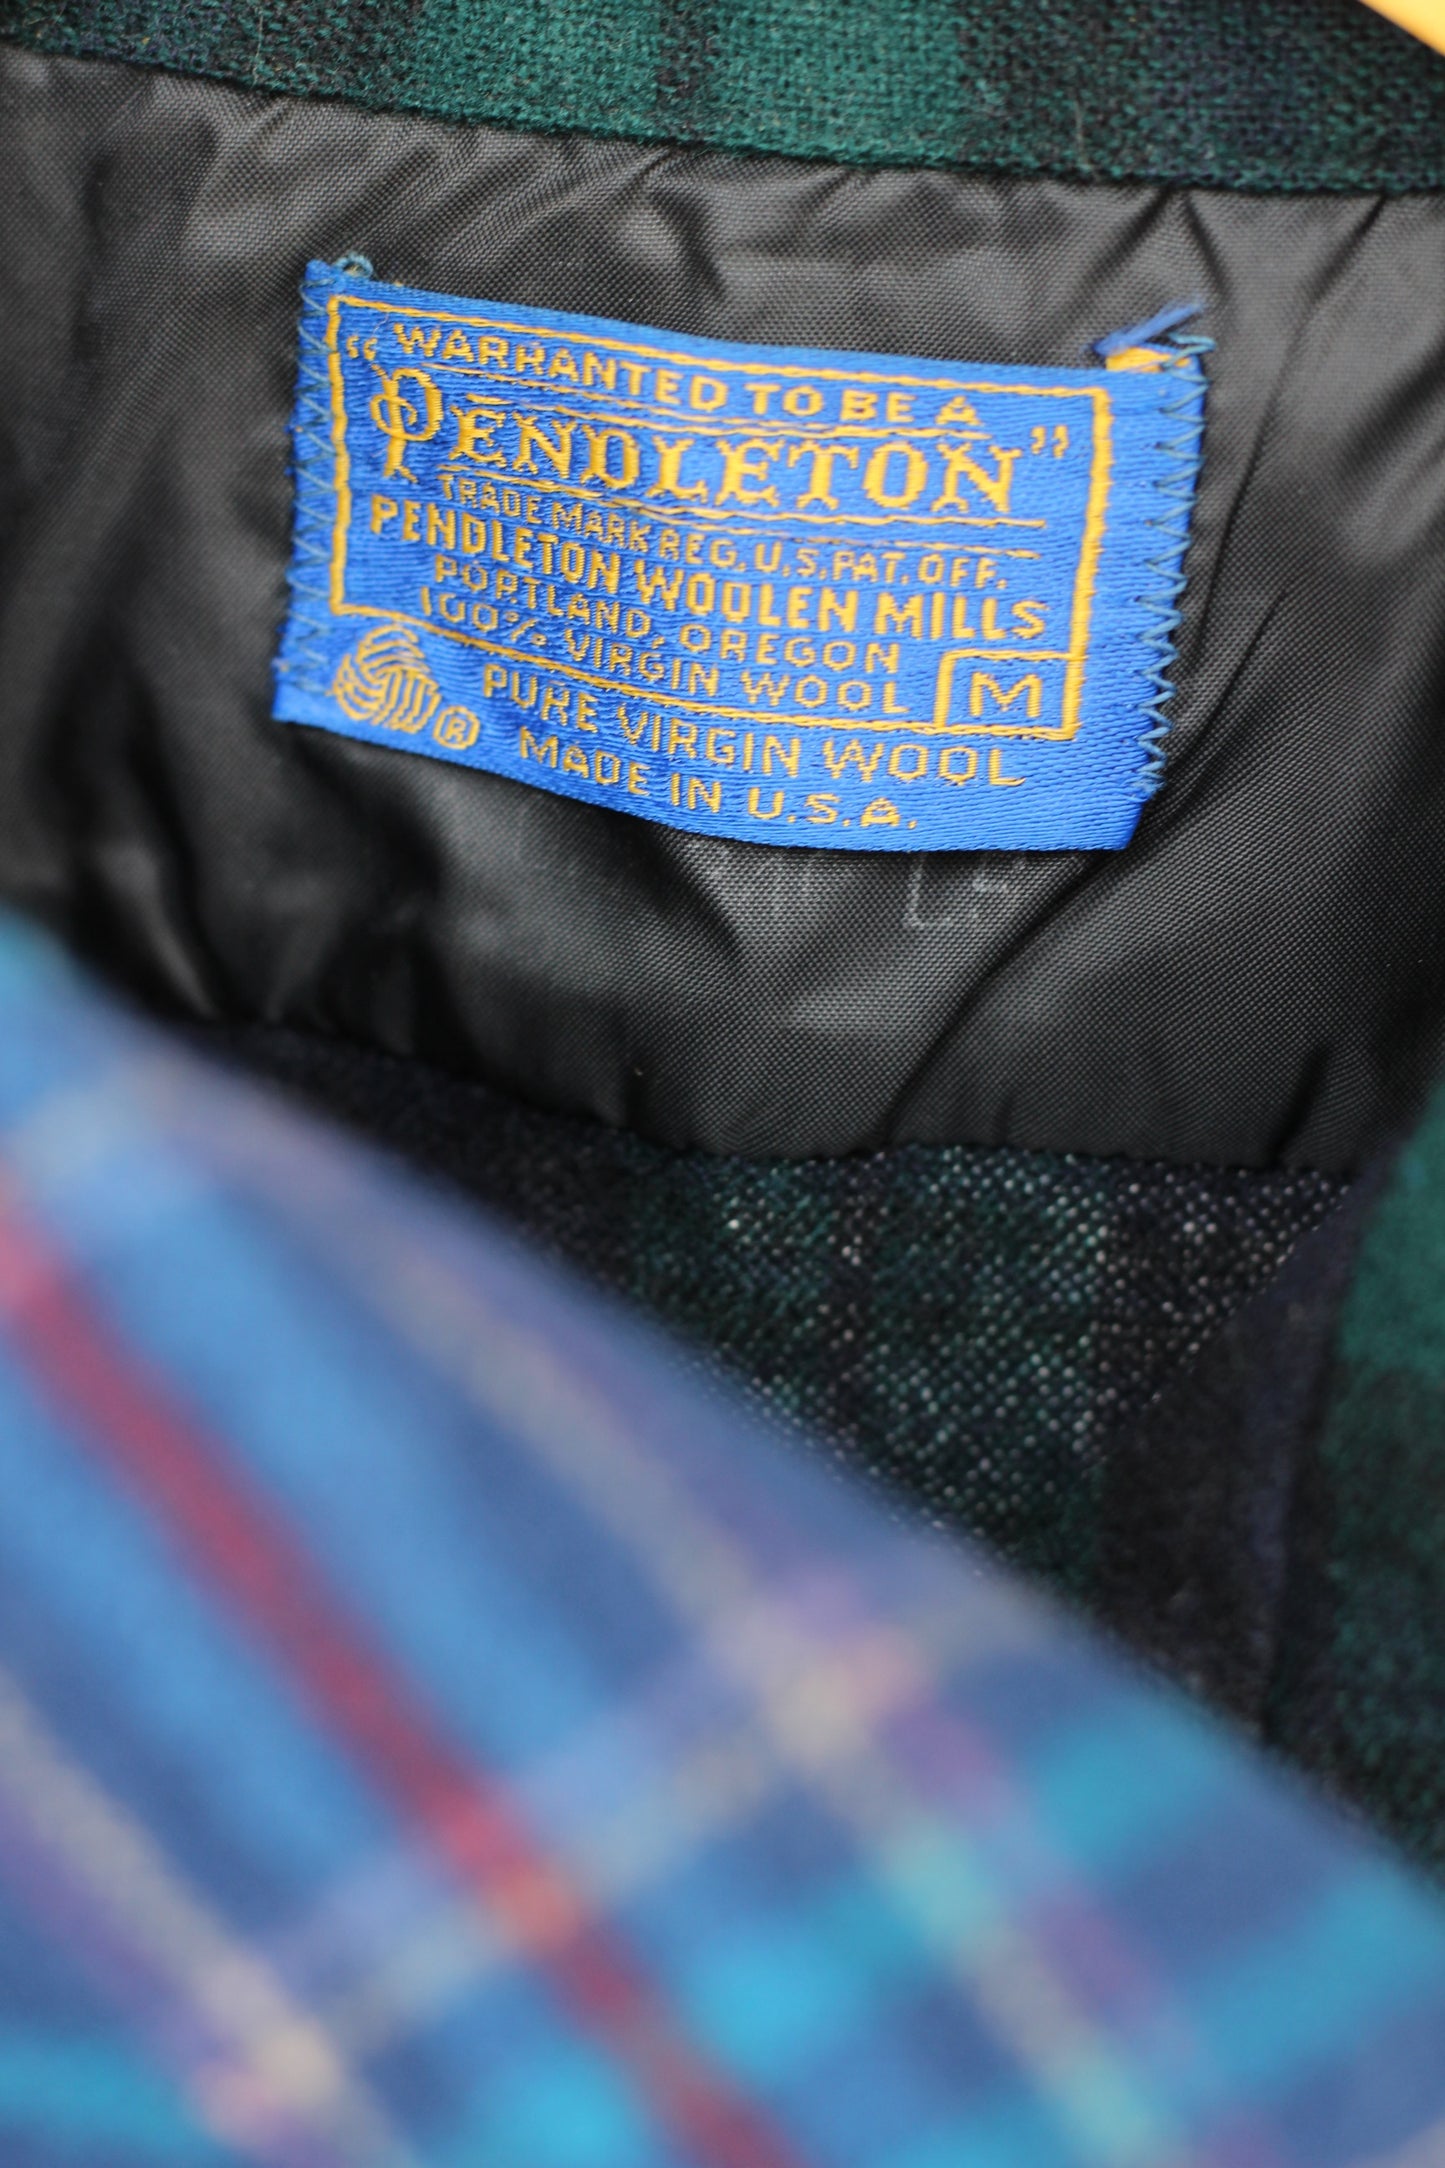 "WARRANTED TO BE A
PENDLETON"
TRADE MARK REG. U.S. PAT. OFF.
PENDLETON WOOLEN MILLS
PORTLAND, OREGON
100% VIRGIN WOOL M
PURE VIRGIN WOOL
® MADE IN U.S.A.